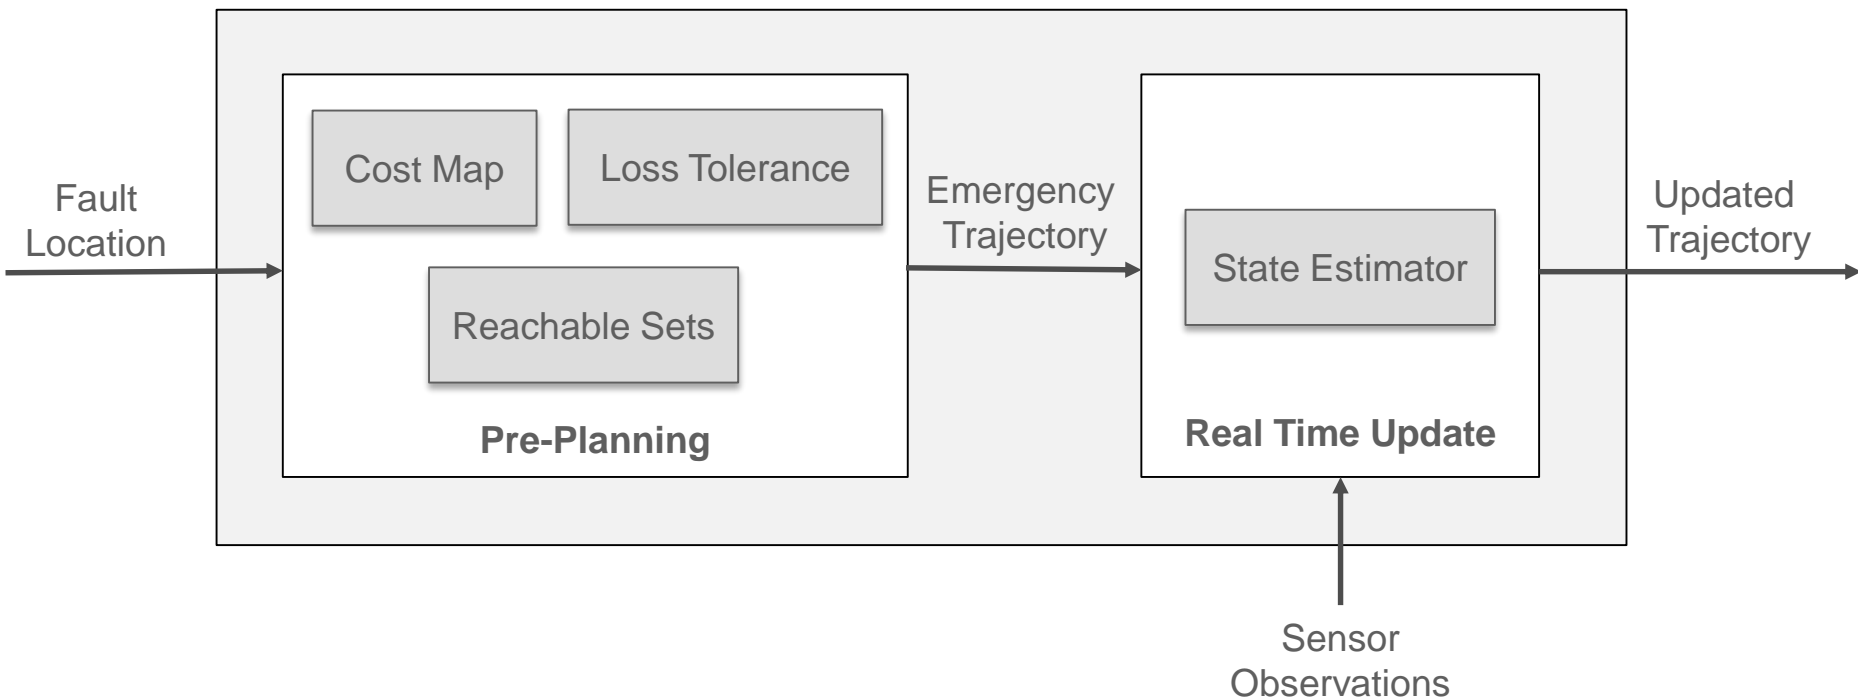 Fault
Location
Cost Map
Loss Tolerance
Reachable Sets
Pre-Planning
Emergency
Trajectory
State Estimator
Real Time Update
Updated
Trajectory
Sensor
Observations